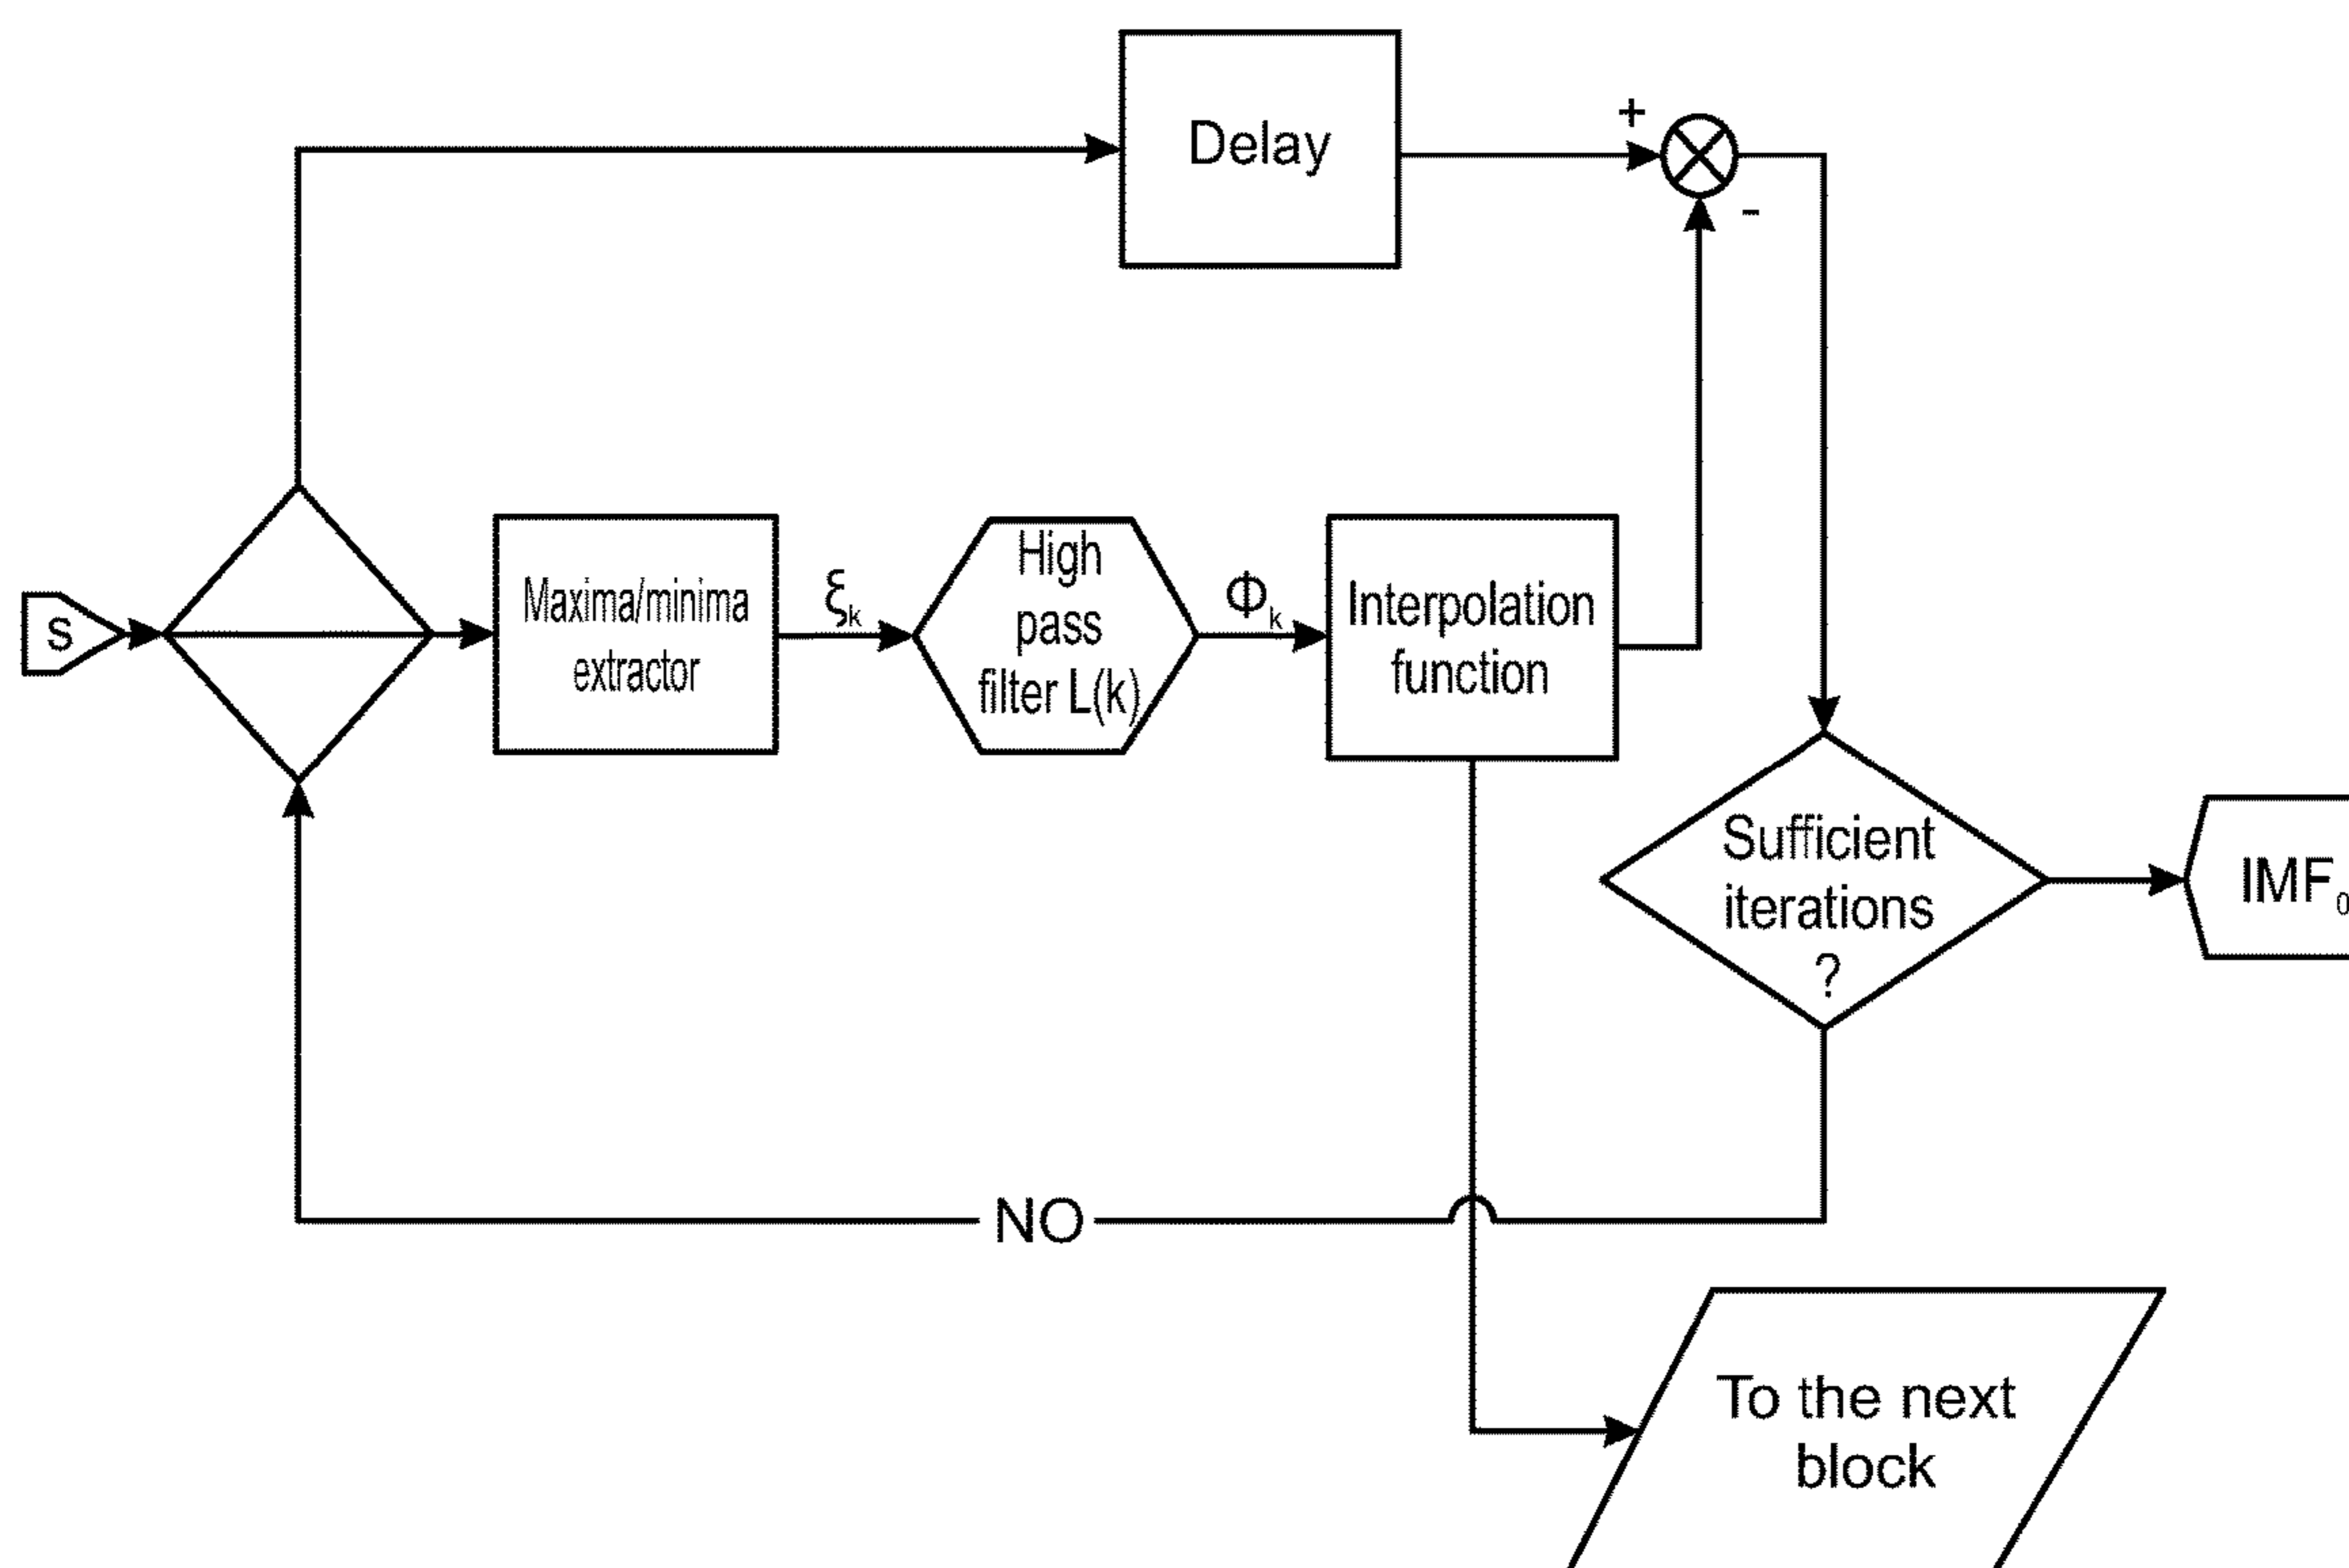 Delay
+
-
s
Maxima/minima
extractor
ξk
High
pass
filter L(k)
Φk
Interpolation
function
Sufficient
iterations
?
IMF0
NO
To the next
block